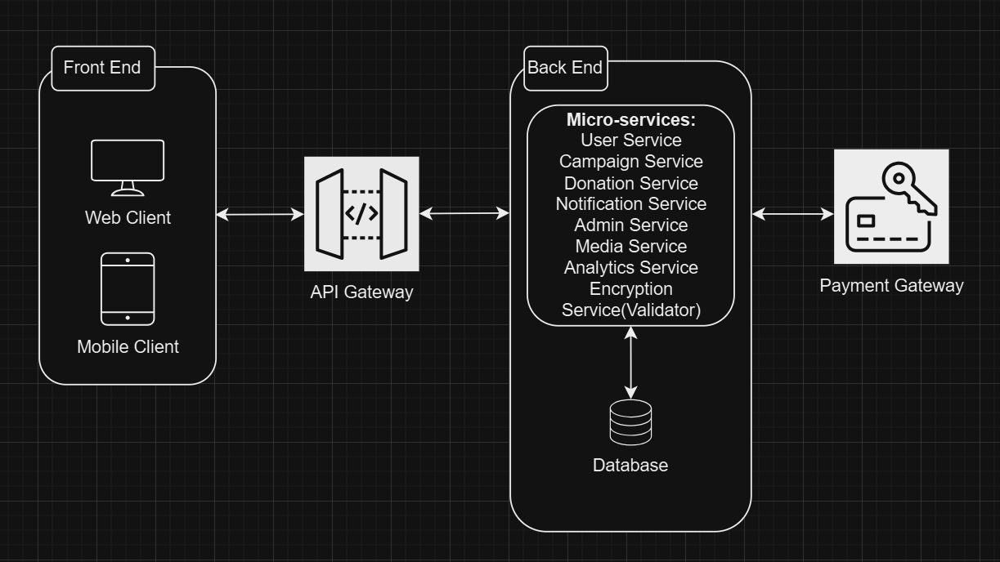 Front End
Web Client
Mobile Client
</>
API Gateway
Back End
Micro-services:
User Service
Campaign Service
Donation Service
Notification Service
Admin Service
Media Service
Analytics Service
Encryption
Service(Validator)
Database
Payment Gateway